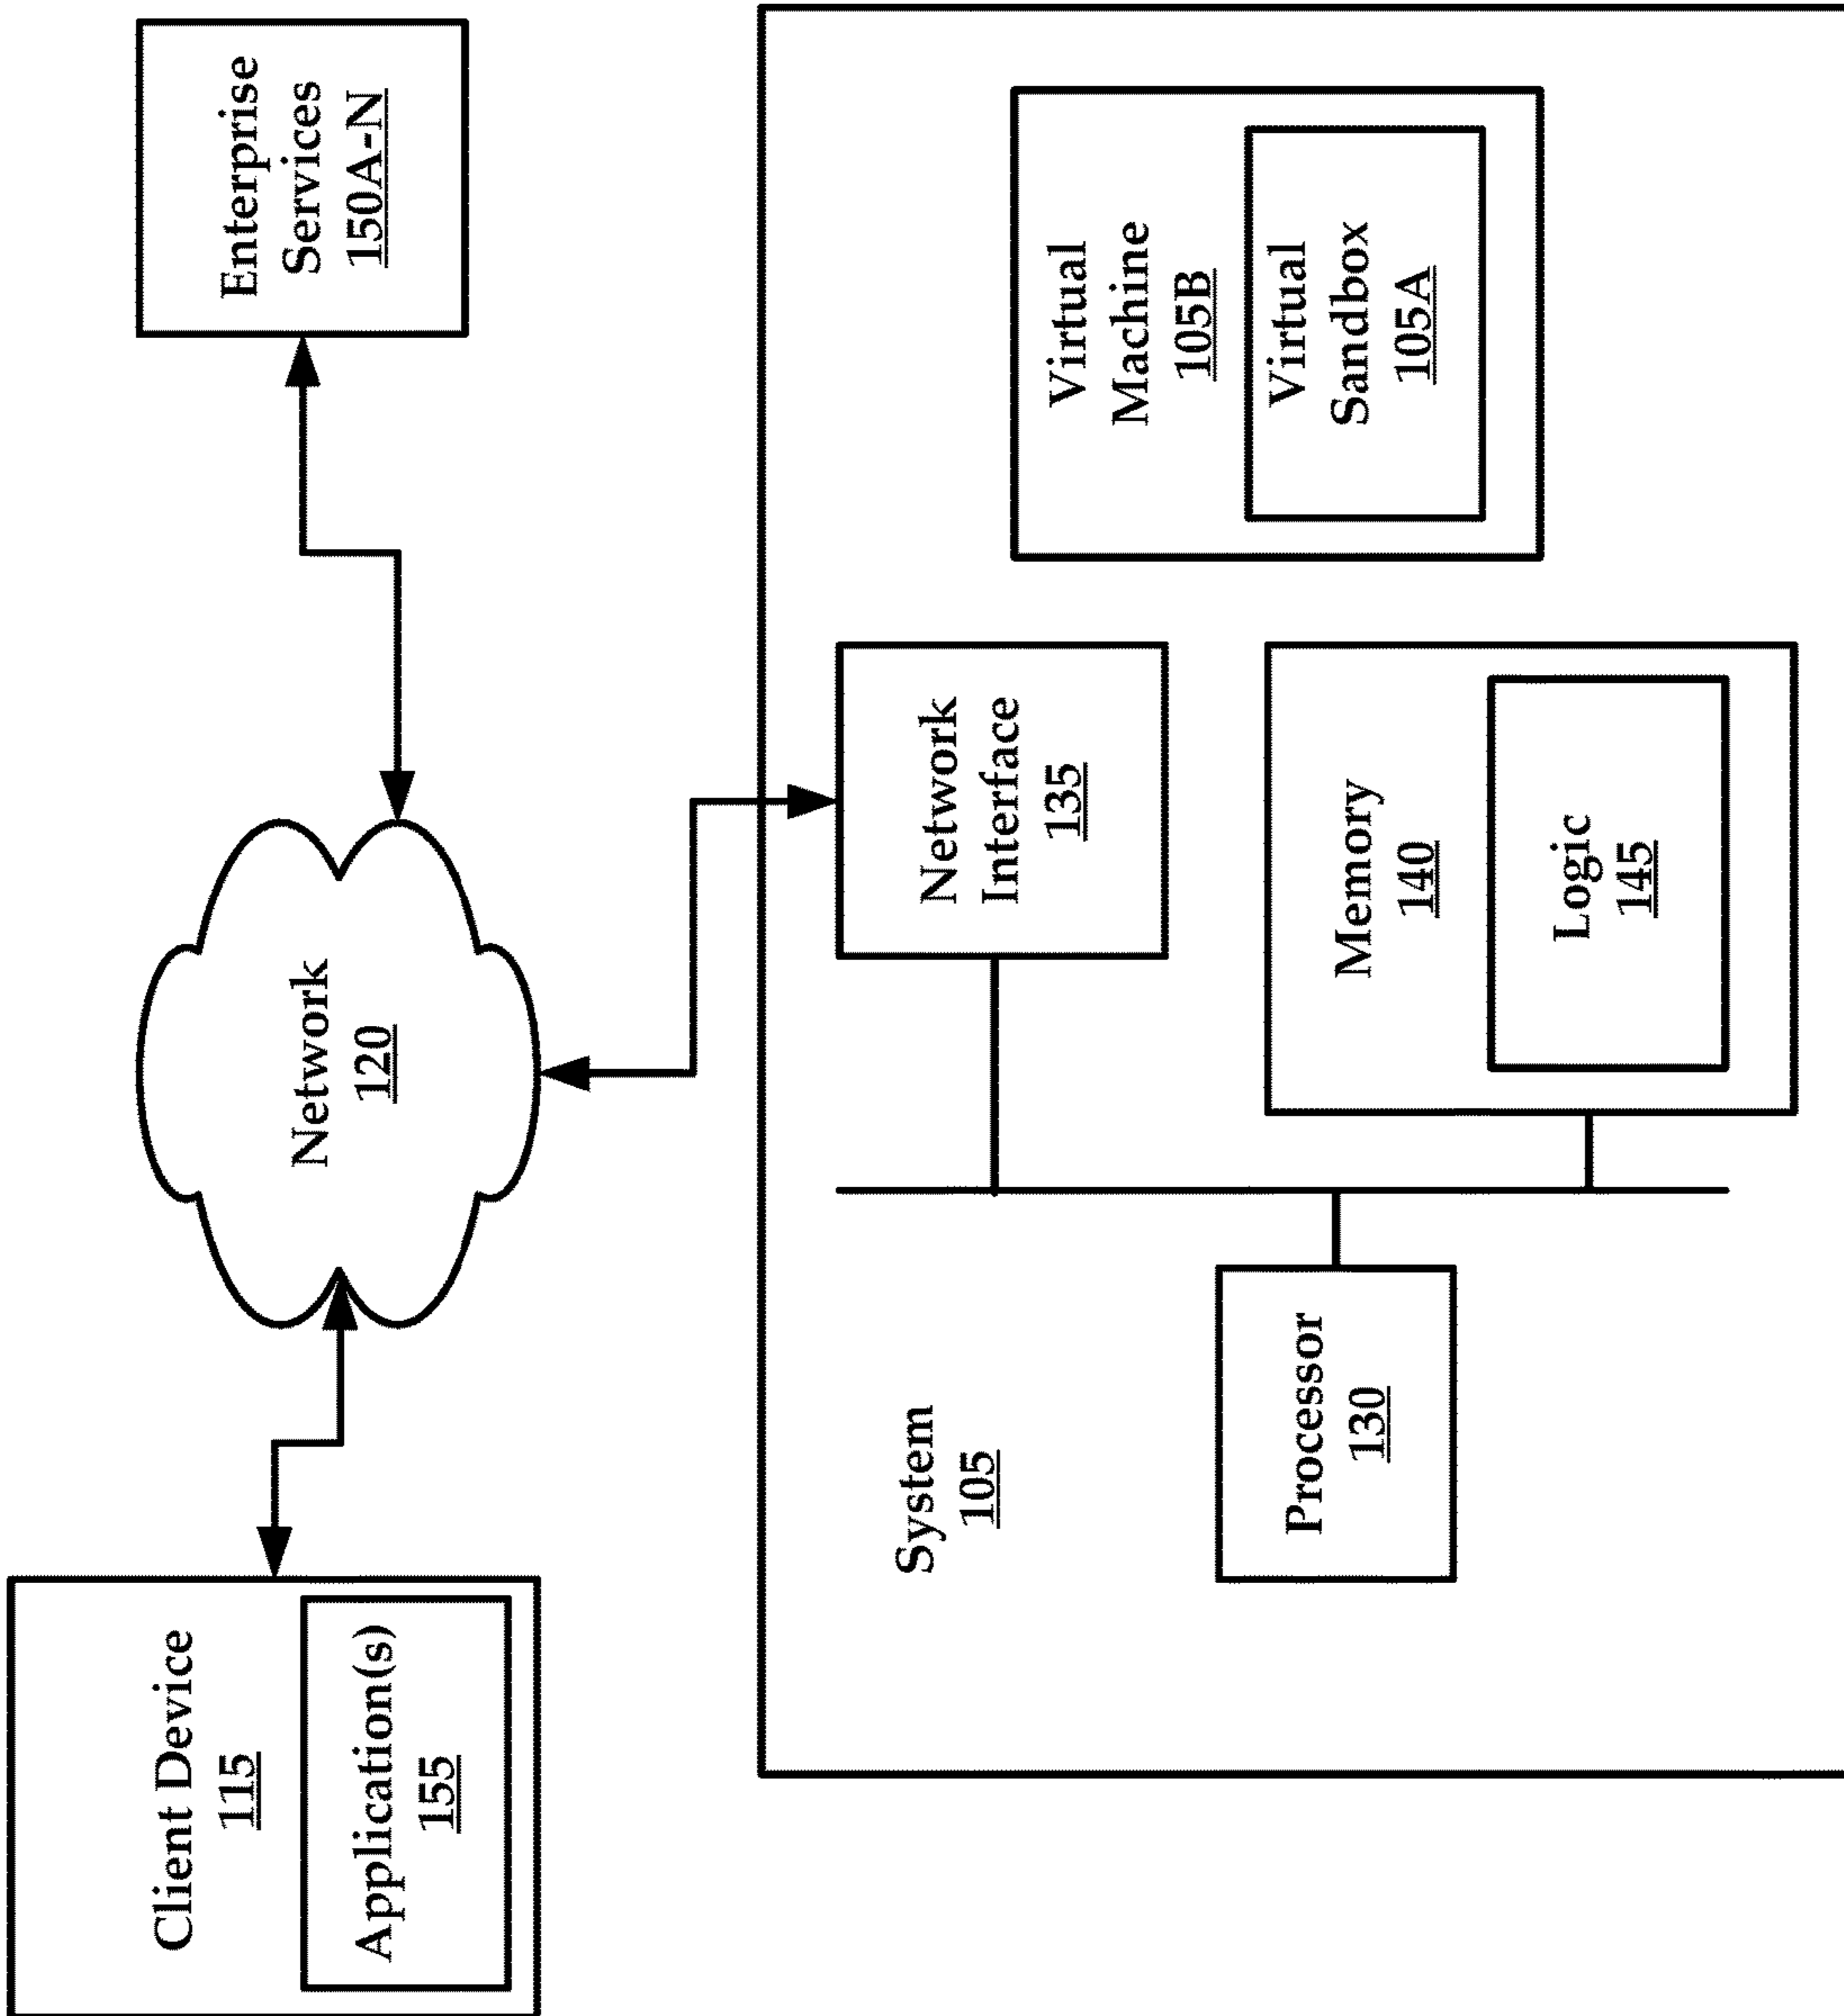 Client Device
115
Application(s)
155
Network
120
Enterprise
Services
150A-N
System
105
Processor
130
Network
Interface
135
Memory
140
Logic
145
Virtual
Machine
105B
Virtual
Sandbox
105A